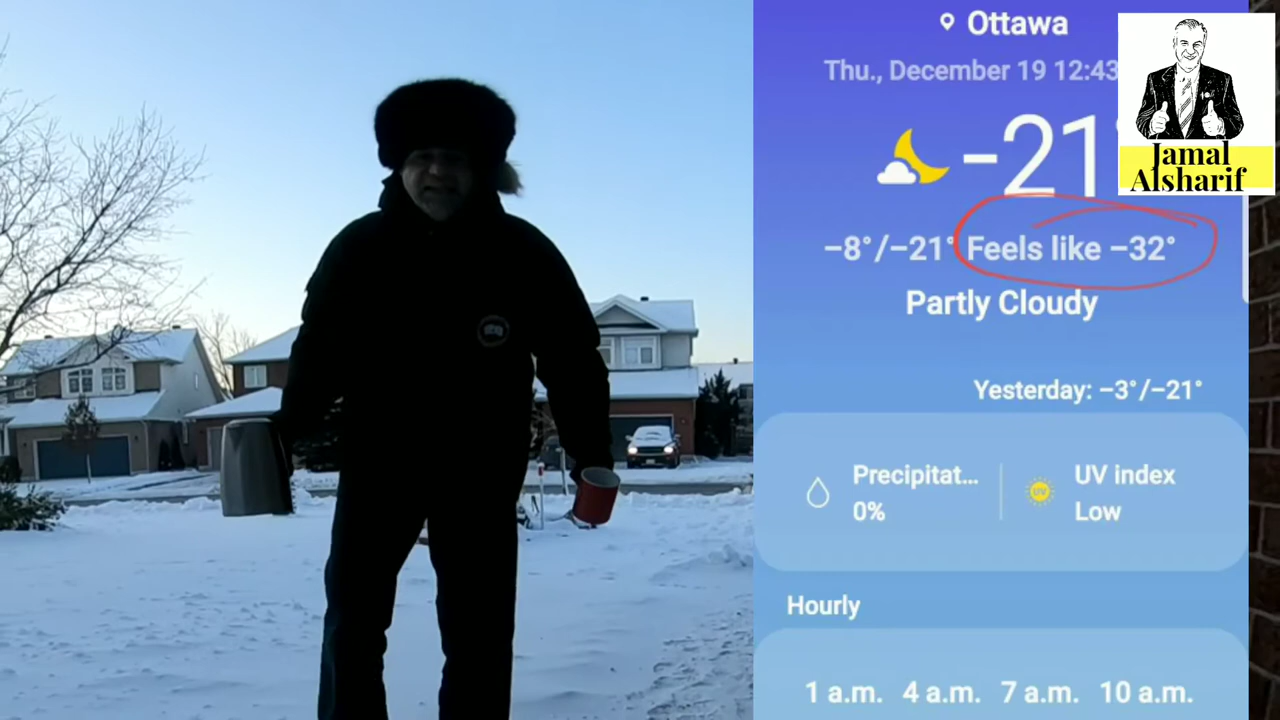 Ottawa
Thu., December 19 12:43
-21°
-8°/-21° Feels like -32°
Partly Cloudy
Yesterday: -3°/-21°
Precipitat... UV index
0% Low
UV
Hourly
1 a.m. 4 a.m. 7 a.m. 10 a.m.
Jamal
Alsharif